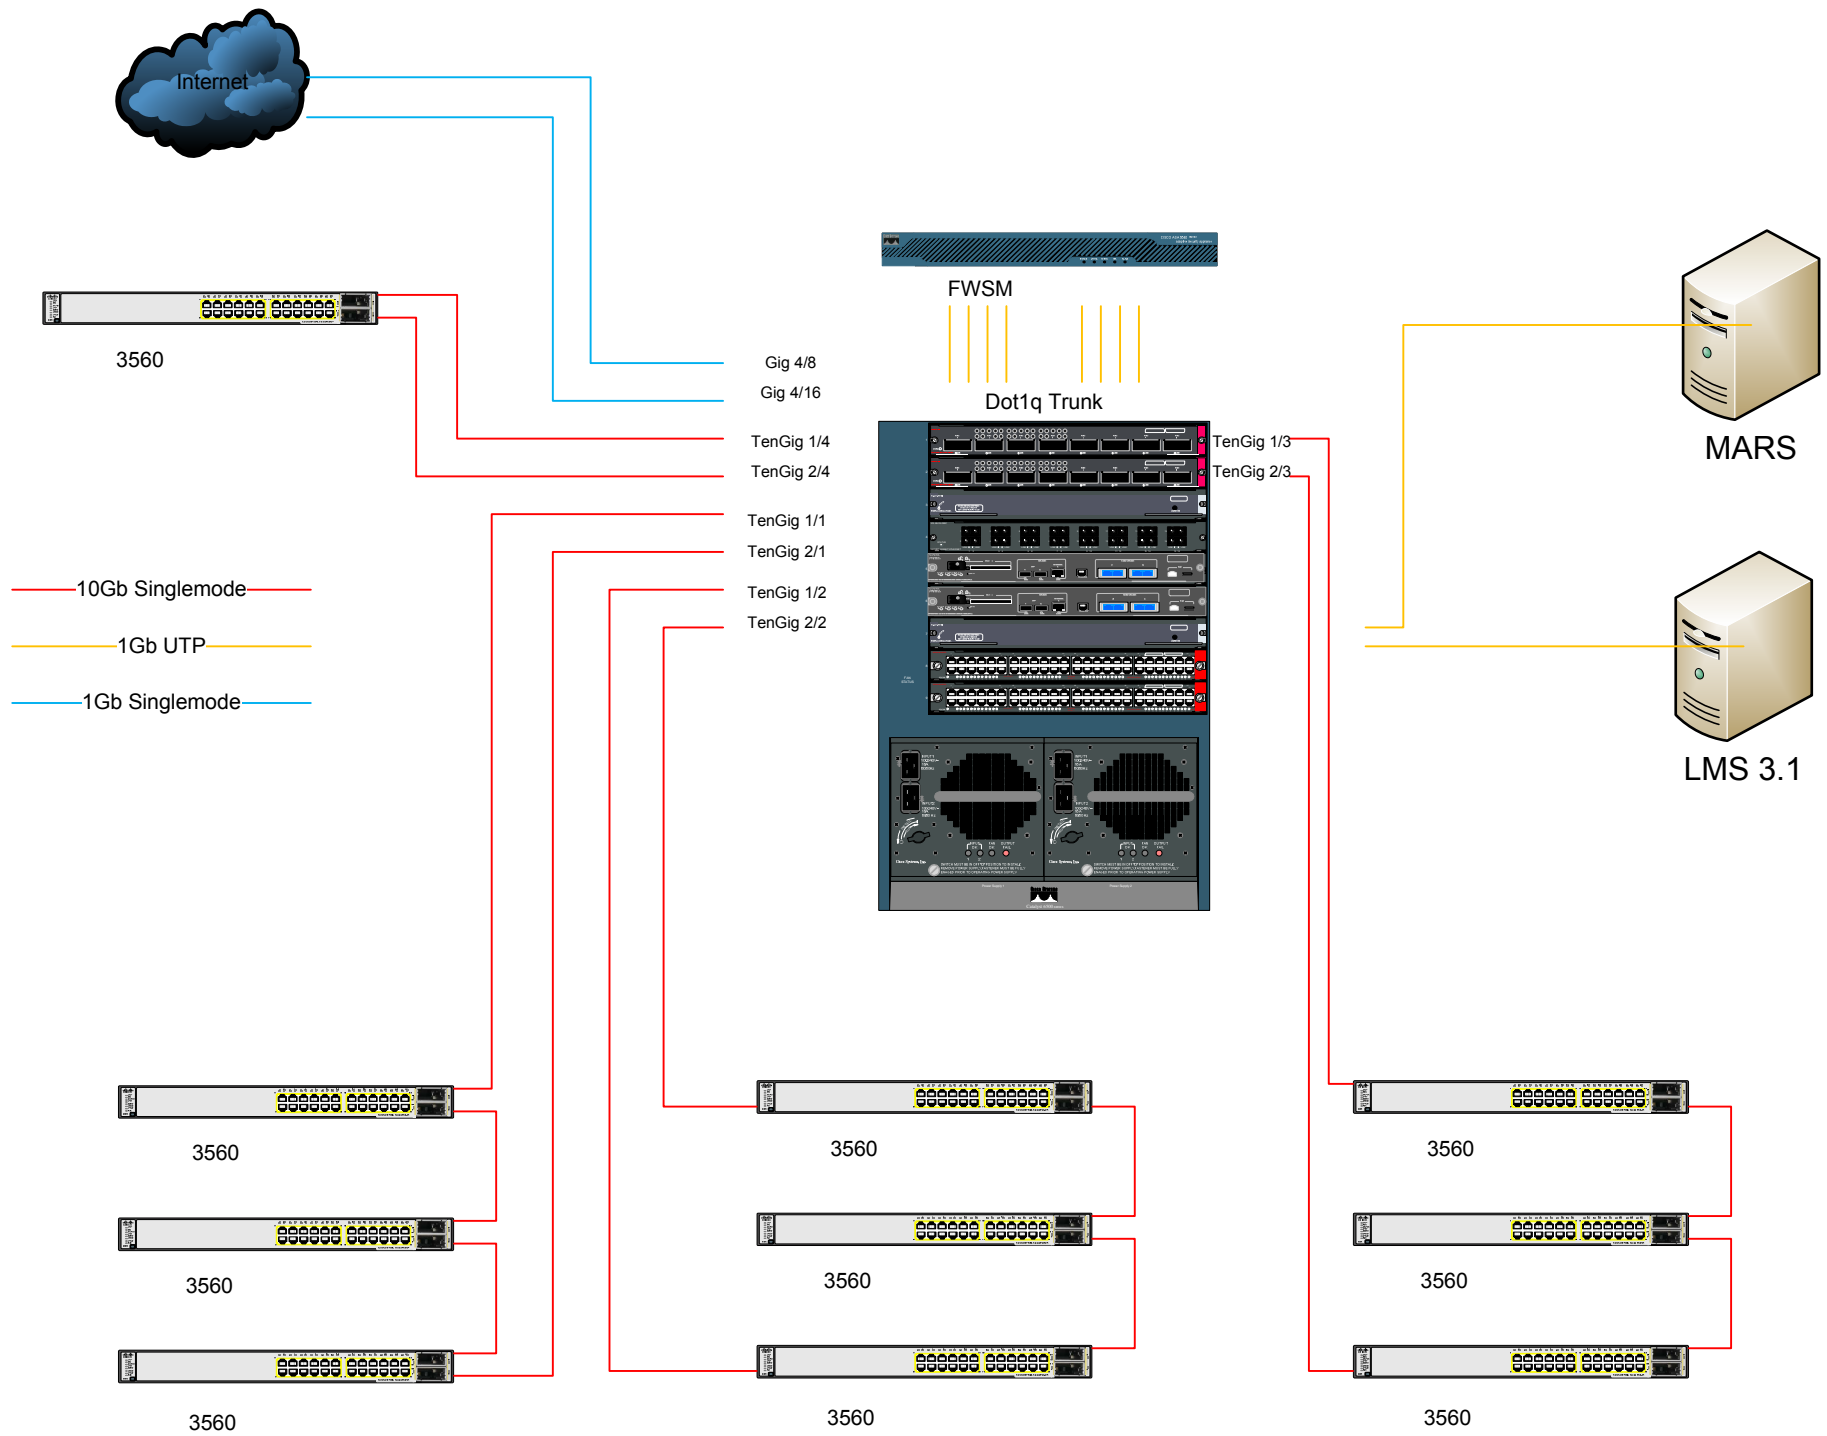 Internet
FWSM
3560
Gig 4/8
Gig 4/16
Dot1q Trunk
TenGig 1/4
TenGig 1/3
MARS
TenGig 2/4
TenGig 2/3
TenGig 1/1
TenGig 2/1
10Gb Singlemode
TenGig 1/2
TenGig 2/2
1Gb UTP
1Gb Singlemode
LMS 3.1
3560
3560
3560
3560
3560
3560
3560
3560
3560